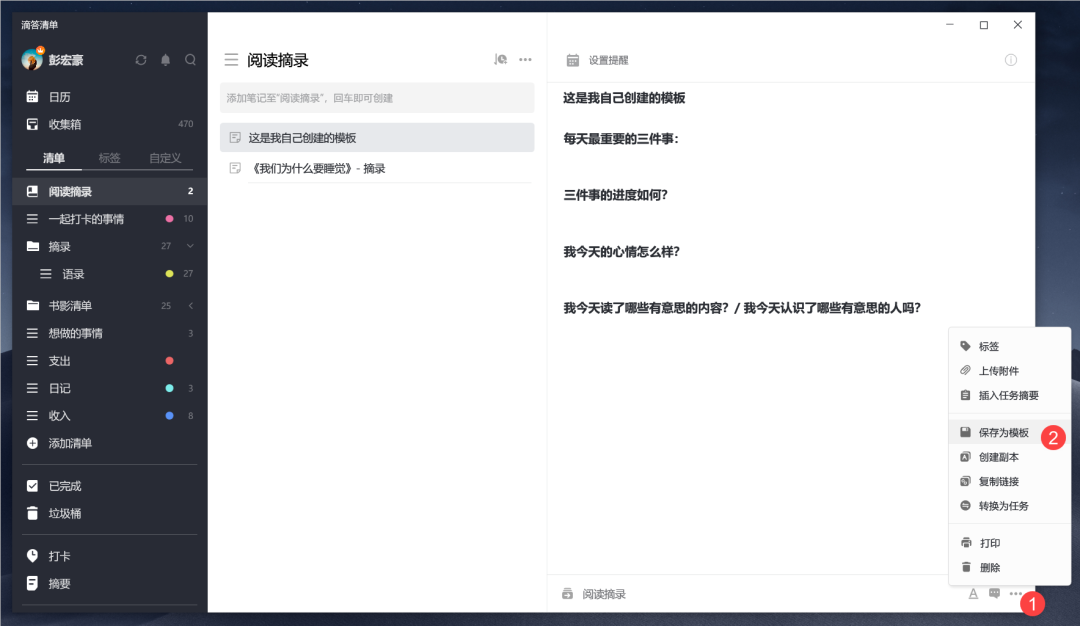 滴答清单
彭宏豪
日历
收集箱 470
清单 标签 自定义
阅读摘录 2
一起打卡的事情 10
摘录 27
语录 27
书影清单 25
想做的事情 3
支出
日记 3
收入 8
添加清单
已完成
垃圾桶
打卡
摘要
阅读摘录
添加笔记至"阅读摘录"，回车即可创建
这是我自己创建的模板
《我们为什么要睡觉》- 摘录
设置提醒
这是我自己创建的模板
每天最重要的三件事：
三件事的进度如何？
我今天的心情怎么样？
我今天读了哪些有意思的内容？/ 我今天认识了哪些有意思的人吗？
标签
上传附件
插入任务摘要
保存为模板 2
创建副本
复制链接
转换为任务
打印
删除
阅读摘录
A
1